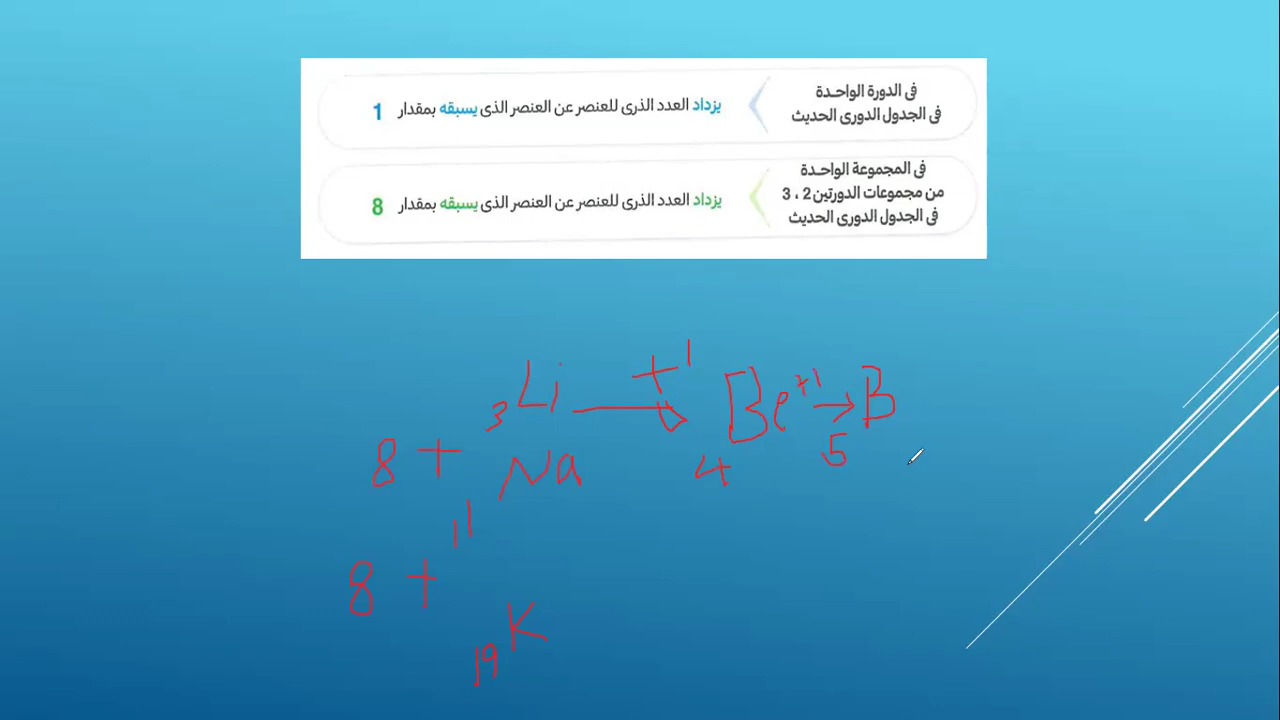 فى الدورة الواحدة
فى الجدول الدورى الحديث
يزداد العدد الذرى للعنصر عن العنصر الذى يسبقه بمقدار 1
فى المجموعة الواحدة
من مجموعات الدورتين 2 ، 3
فى الجدول الدورى الحديث
يزداد العدد الذرى للعنصر عن العنصر الذى يسبقه بمقدار 8
3Li +1 Be +1 B
4 5
8 + Na
11
8 +
19K